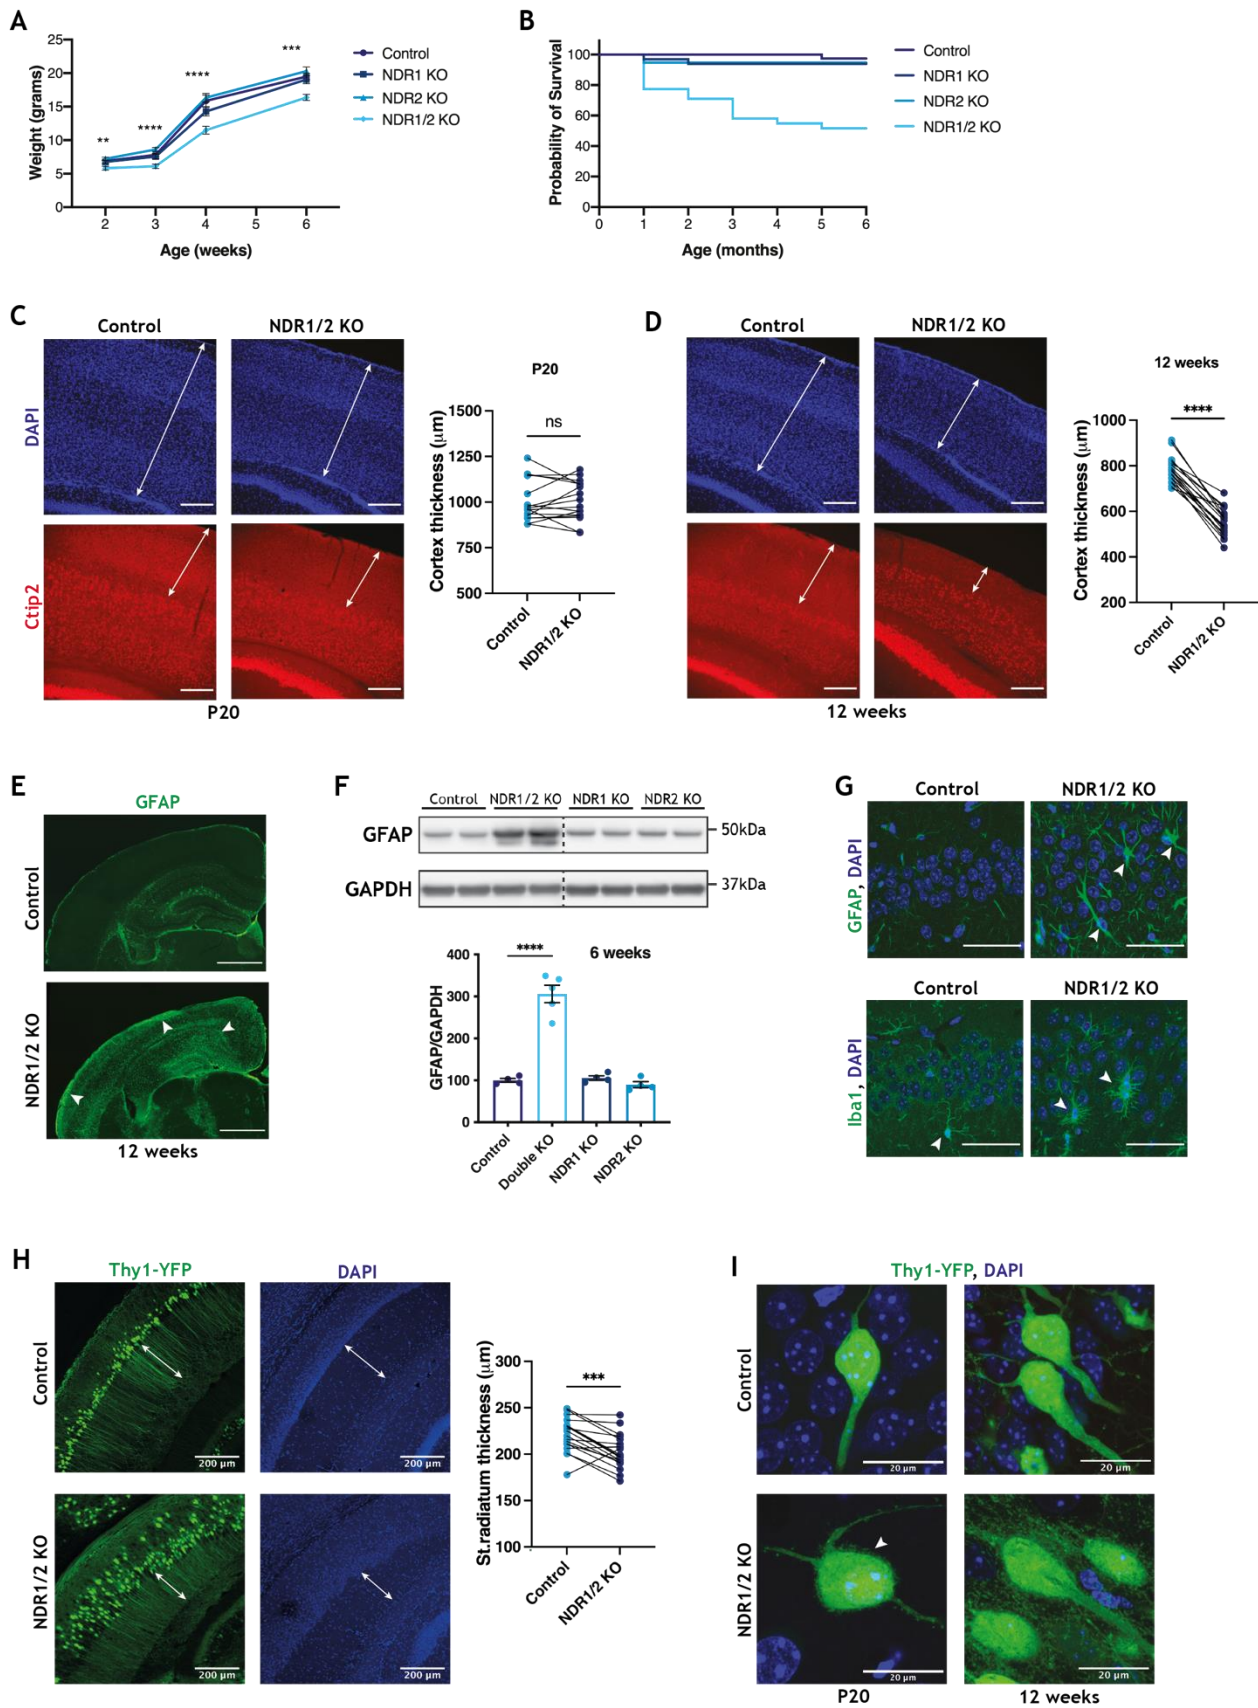 A
25
20
15
10
5
0
Weight (grams)
**
****
****
***
2
3
4
5
6
Age (weeks)
Control
NDR1 KO
NDR2 KO
NDR1/2 KO
B
100
80
60
40
20
0
Probability of Survival
0
1
2
3
4
5
6
Age (months)
Control
NDR1 KO
NDR2 KO
NDR1/2 KO
C
Control
NDR1/2 KO
DAPI
Ctip2
P20
P20
1500
1250
1000
750
500
Cortex thickness (μm)
ns
Control
NDR1/2 KO
D
Control
NDR1/2 KO
12 weeks
12 weeks
1000
800
600
400
200
Cortex thickness (μm)
****
Control
NDR1/2 KO
E
GFAP
Control
NDR1/2 KO
12 weeks
F
Control
NDR1/2 KO
NDR1 KO
NDR2 KO
GFAP
50kDa
GAPDH
37kDa
6 weeks
400
300
200
100
0
GFAP/GAPDH
****
Control
Double KO
NDR1 KO
NDR2 KO
G
Control
NDR1/2 KO
GFAP, DAPI
Control
NDR1/2 KO
Iba1, DAPI
H
Thy1-YFP
DAPI
Control
200 μm
200 μm
NDR1/2 KO
200 μm
200 μm
300
250
200
150
100
St.radiatum thickness (μm)
***
Control
NDR1/2 KO
I
Thy1-YFP, DAPI
Control
20 μm
20 μm
NDR1/2 KO
20 μm
20 μm
P20
12 weeks